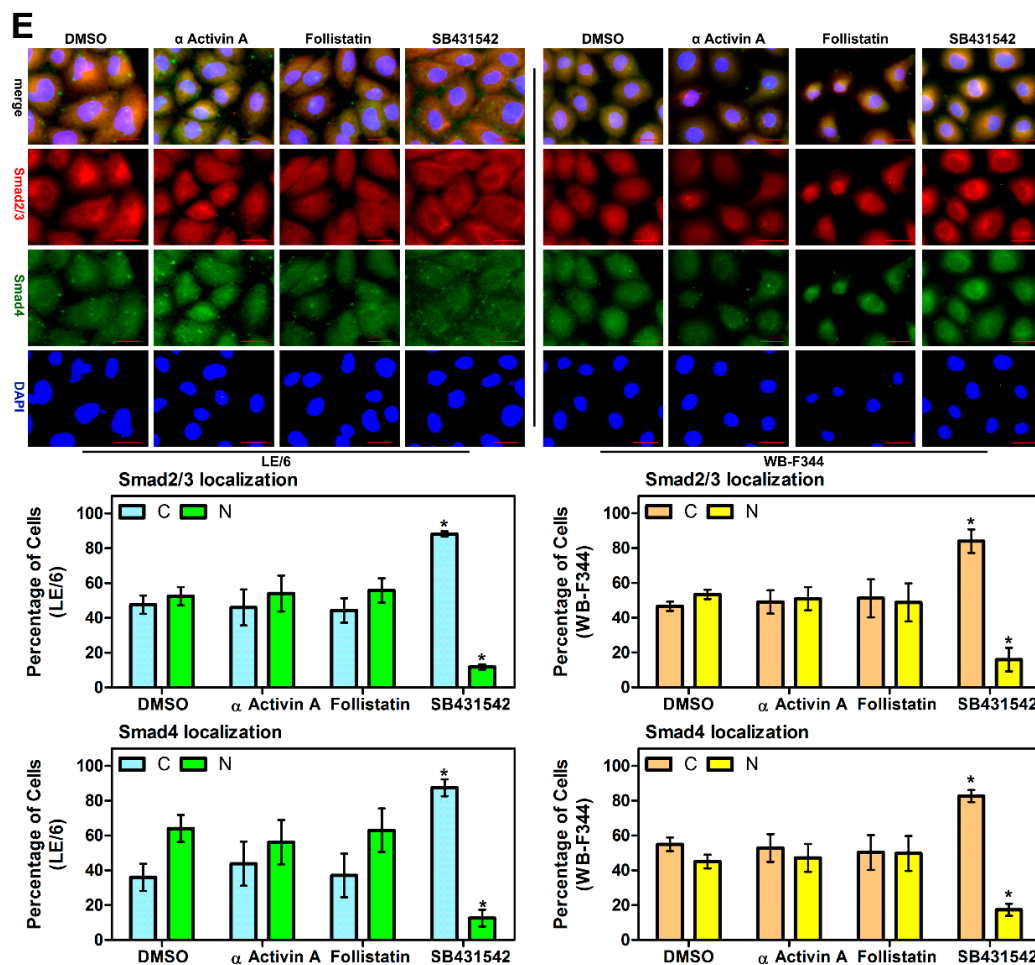 E
DMSO α Activin A Follistatin SB431542 DMSO α Activin A Follistatin SB431542
merge
Smad2/3
Smad4
DAPI
LE/6 WB-F344
Smad2/3 localization
C N
Percentage of Cells
(LE/6)
100
80
60
40
20
0
* *
DMSO α Activin A Follistatin SB431542
Smad2/3 localization
C N
Percentage of Cells
(WB-F344)
100
80
60
40
20
0
* *
DMSO α Activin A Follistatin SB431542
Smad4 localization
C N
Percentage of Cells
(LE/6)
100
80
60
40
20
0
* *
DMSO α Activin A Follistatin SB431542
Smad4 localization
C N
Percentage of Cells
(WB-F344)
100
80
60
40
20
0
* *
DMSO α Activin A Follistatin SB431542